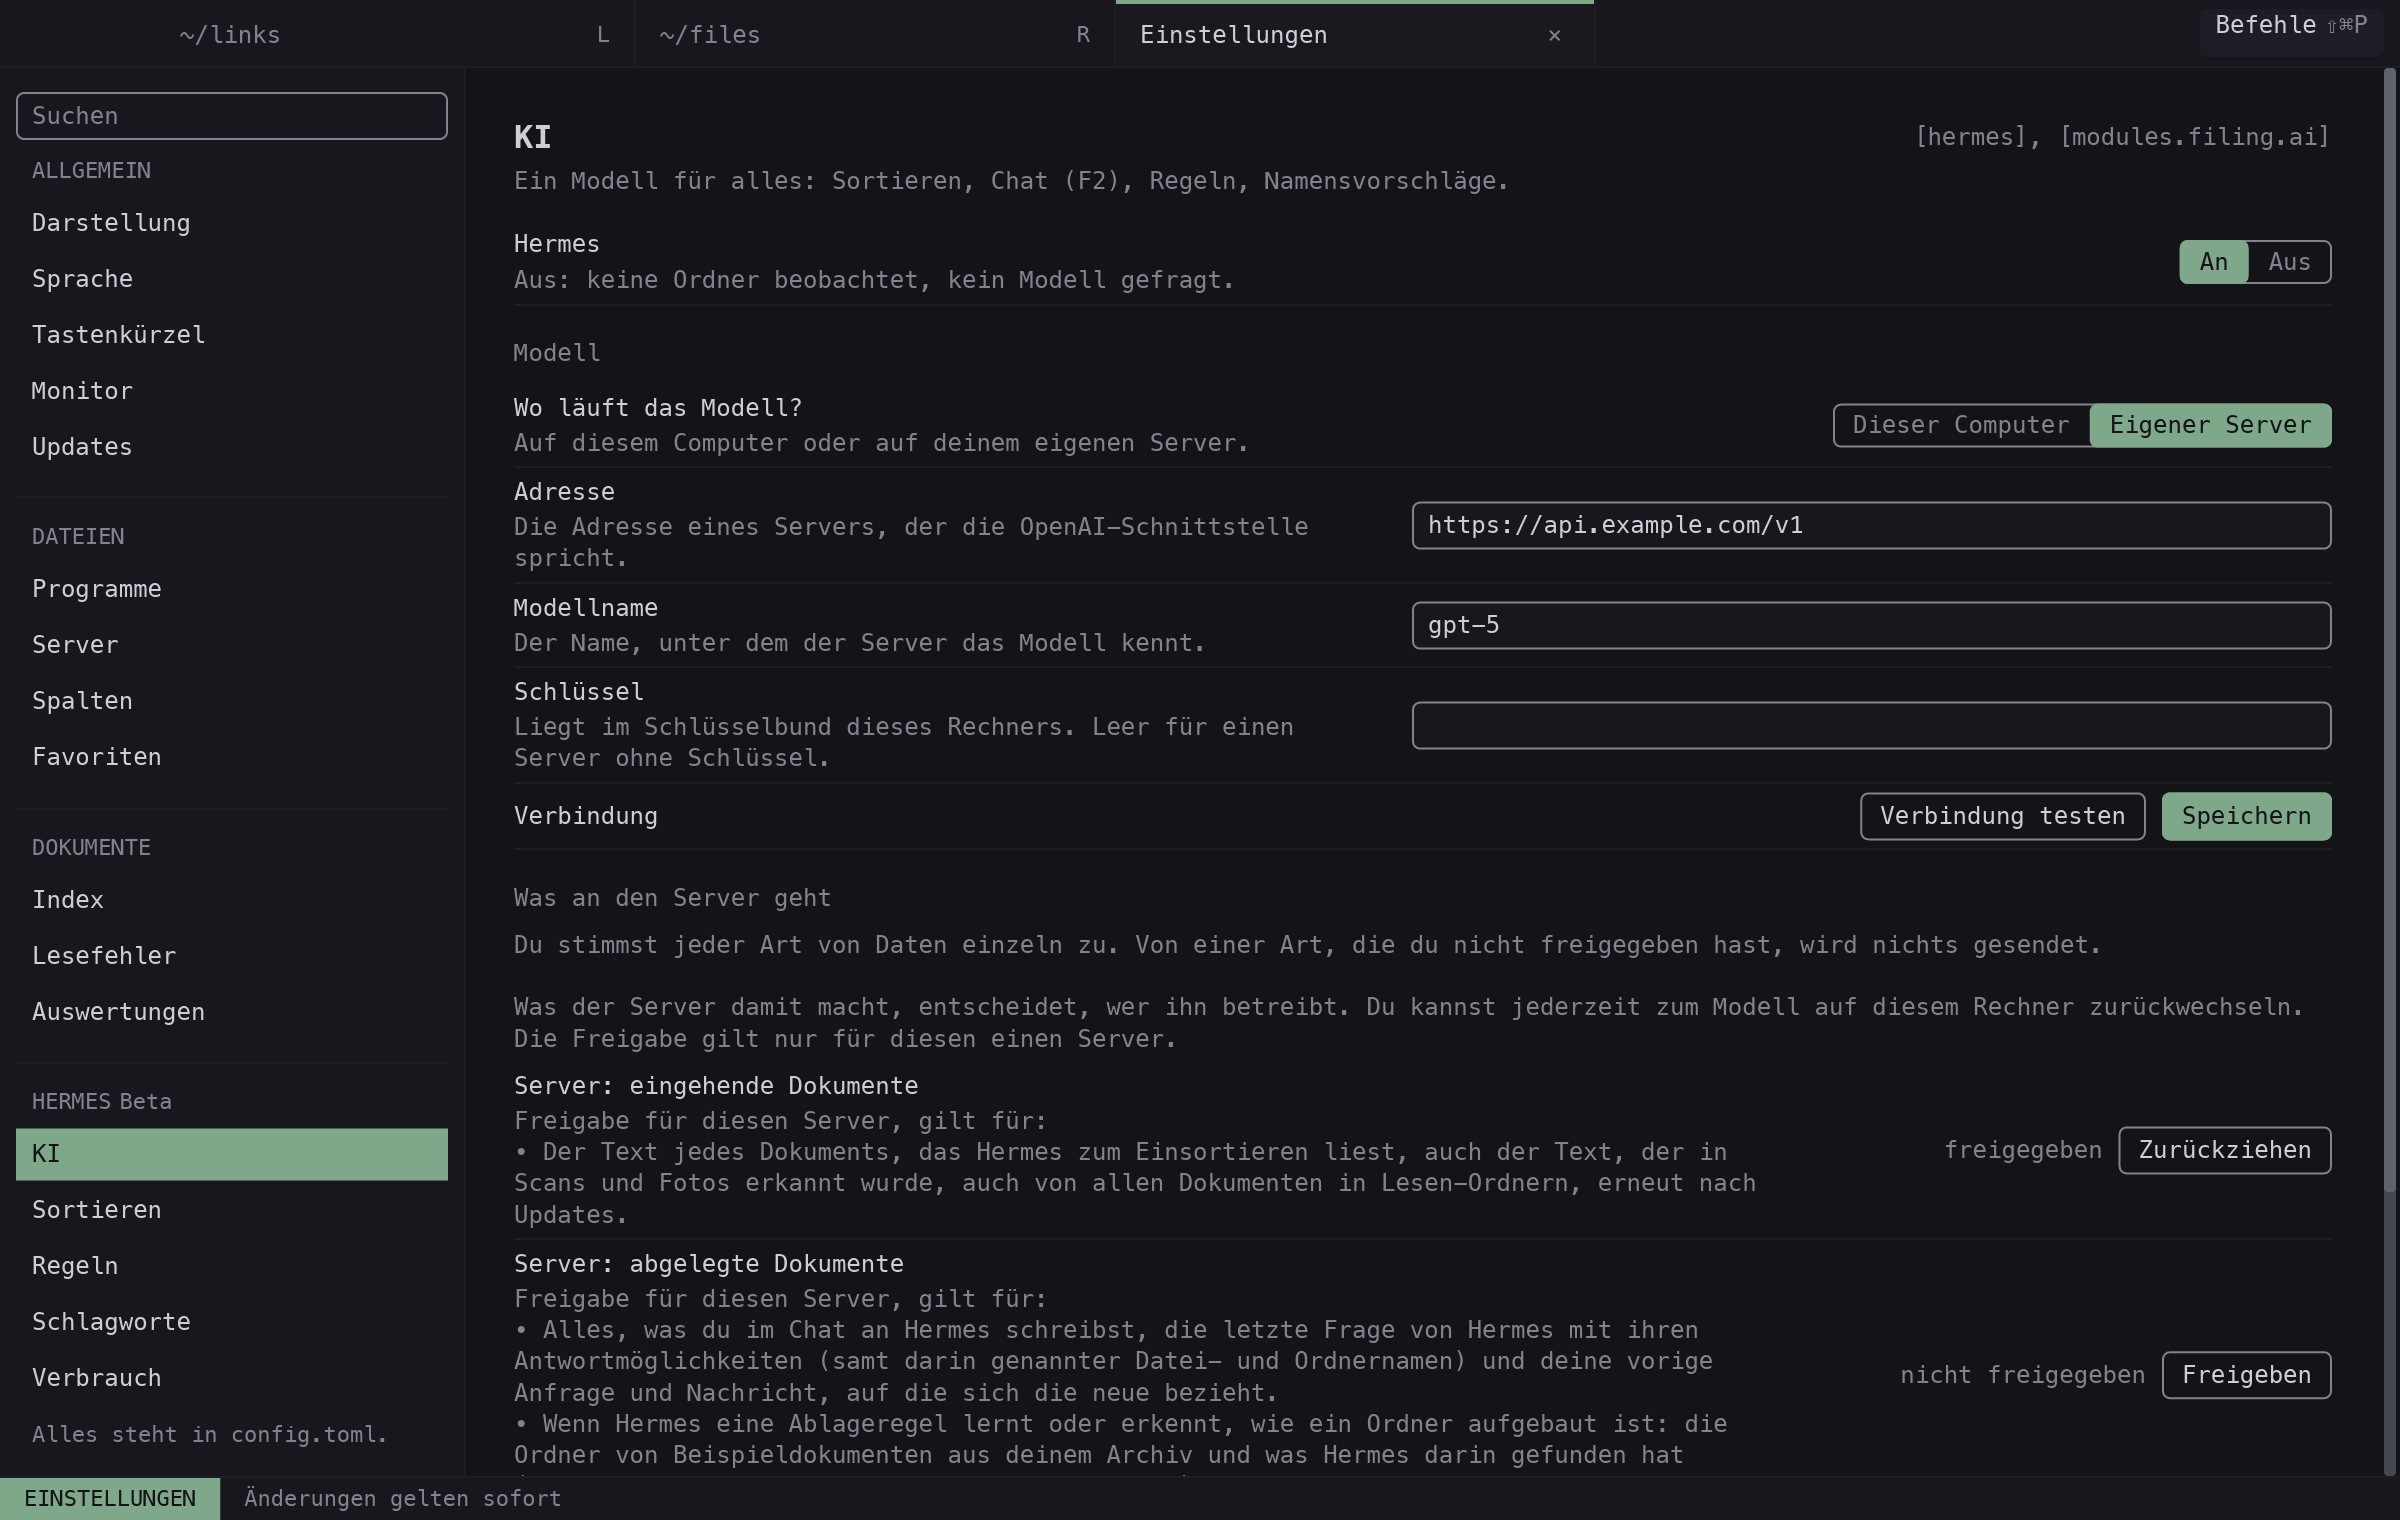 ~/links L ~/files R Einstellungen × Befehle ⇧⌘P
Suchen
ALLGEMEIN
Darstellung
Sprache
Tastenkürzel
Monitor
Updates
DATEIEN
Programme
Server
Spalten
Favoriten
DOKUMENTE
Index
Lesefehler
Auswertungen
HERMES Beta
KI
Sortieren
Regeln
Schlagworte
Verbrauch
Alles steht in config.toml.
KI [hermes], [modules.filing.ai]
Ein Modell für alles: Sortieren, Chat (F2), Regeln, Namensvorschläge.
Hermes
Aus: keine Ordner beobachtet, kein Modell gefragt.
An Aus
Modell
Wo läuft das Modell?
Auf diesem Computer oder auf deinem eigenen Server.
Dieser Computer Eigener Server
Adresse
Die Adresse eines Servers, der die OpenAI-Schnittstelle
spricht.
https://api.example.com/v1
Modellname
Der Name, unter dem der Server das Modell kennt.
gpt-5
Schlüssel
Liegt im Schlüsselbund dieses Rechners. Leer für einen
Server ohne Schlüssel.
Verbindung Verbindung testen Speichern
Was an den Server geht
Du stimmst jeder Art von Daten einzeln zu. Von einer Art, die du nicht freigegeben hast, wird nichts gesendet.
Was der Server damit macht, entscheidet, wer ihn betreibt. Du kannst jederzeit zum Modell auf diesem Rechner zurückwechseln.
Die Freigabe gilt nur für diesen einen Server.
Server: eingehende Dokumente
Freigabe für diesen Server, gilt für:
• Der Text jedes Dokuments, das Hermes zum Einsortieren liest, auch der Text, der in
Scans und Fotos erkannt wurde, auch von allen Dokumenten in Lesen-Ordnern, erneut nach
Updates.
freigegeben Zurückziehen
Server: abgelegte Dokumente
Freigabe für diesen Server, gilt für:
• Alles, was du im Chat an Hermes schreibst, die letzte Frage von Hermes mit ihren
Antwortmöglichkeiten (samt darin genannter Datei- und Ordnernamen) und deine vorige
Anfrage und Nachricht, auf die sich die neue bezieht.
• Wenn Hermes eine Ablageregel lernt oder erkennt, wie ein Ordner aufgebaut ist: die
Ordner von Beispieldokumenten aus deinem Archiv und was Hermes darin gefunden hat
nicht freigegeben Freigeben
EINSTELLUNGEN Änderungen gelten sofort